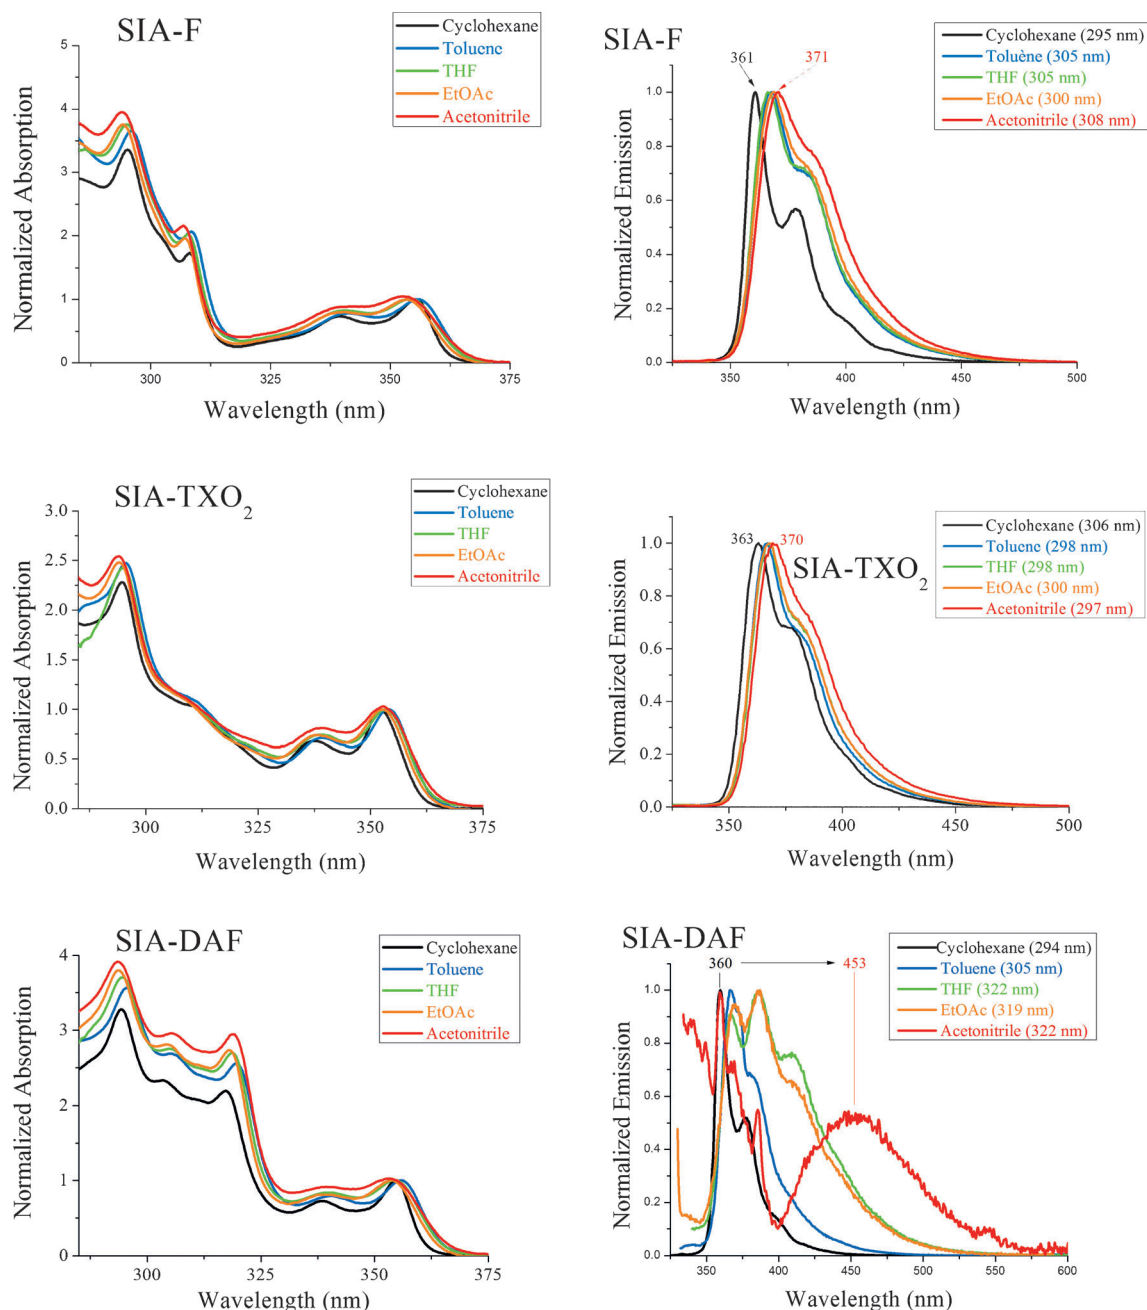 SIA-F
Cyclohexane
Toluene
THF
EtOAc
Acetonitrile
5
4
3
2
1
0
300
325
350
375
Normalized Absorption
Wavelength (nm)
SIA-F
361
371
Cyclohexane (295 nm)
Toluène (305 nm)
THF (305 nm)
EtOAc (300 nm)
Acetonitrile (308 nm)
1.0
0.8
0.6
0.4
0.2
0.0
350
400
450
500
Normalized Emission
Wavelength (nm)
SIA-TXO2
Cyclohexane
Toluene
THF
EtOAc
Acetonitrile
3.0
2.5
2.0
1.5
1.0
0.5
0.0
300
325
350
375
Normalized Absorption
Wavelength (nm)
363
370
SIA-TXO2
Cyclohexane (306 nm)
Toluene (298 nm)
THF (298 nm)
EtOAc (300 nm)
Acetonitrile (297 nm)
1.0
0.8
0.6
0.4
0.2
0.0
350
400
450
500
Normalized Emission
Wavelength (nm)
SIA-DAF
Cyclohexane
Toluene
THF
EtOAc
Acetonitrile
4
3
2
1
0
300
325
350
375
Normalized Absorption
Wavelength (nm)
SIA-DAF
360
453
Cyclohexane (294 nm)
Toluene (305 nm)
THF (322 nm)
EtOAc (319 nm)
Acetonitrile (322 nm)
1.0
0.8
0.6
0.4
0.2
0.0
350
400
450
500
550
600
Normalized Emission
Wavelength (nm)